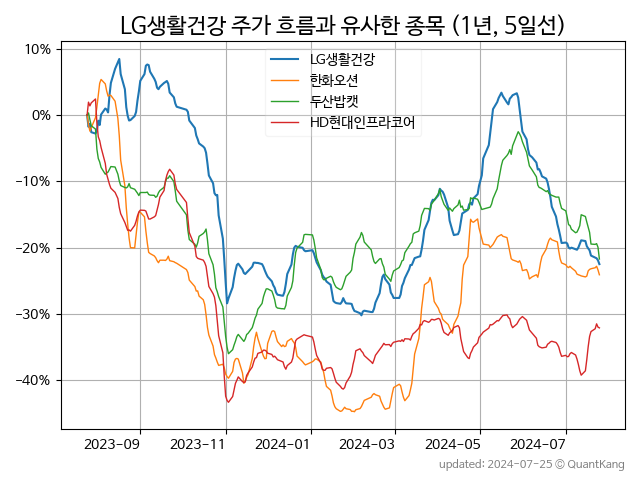 LG생활건강 주가 흐름과 유사한 종목 (1년, 5일선)
LG생활건강
한화오션
두산밥캣
HD현대인프라코어
10%
0%
−10%
−20%
−30%
−40%
2023-09 2023-11 2024-01 2024-03 2024-05 2024-07
updated: 2024-07-25 © QuantKang